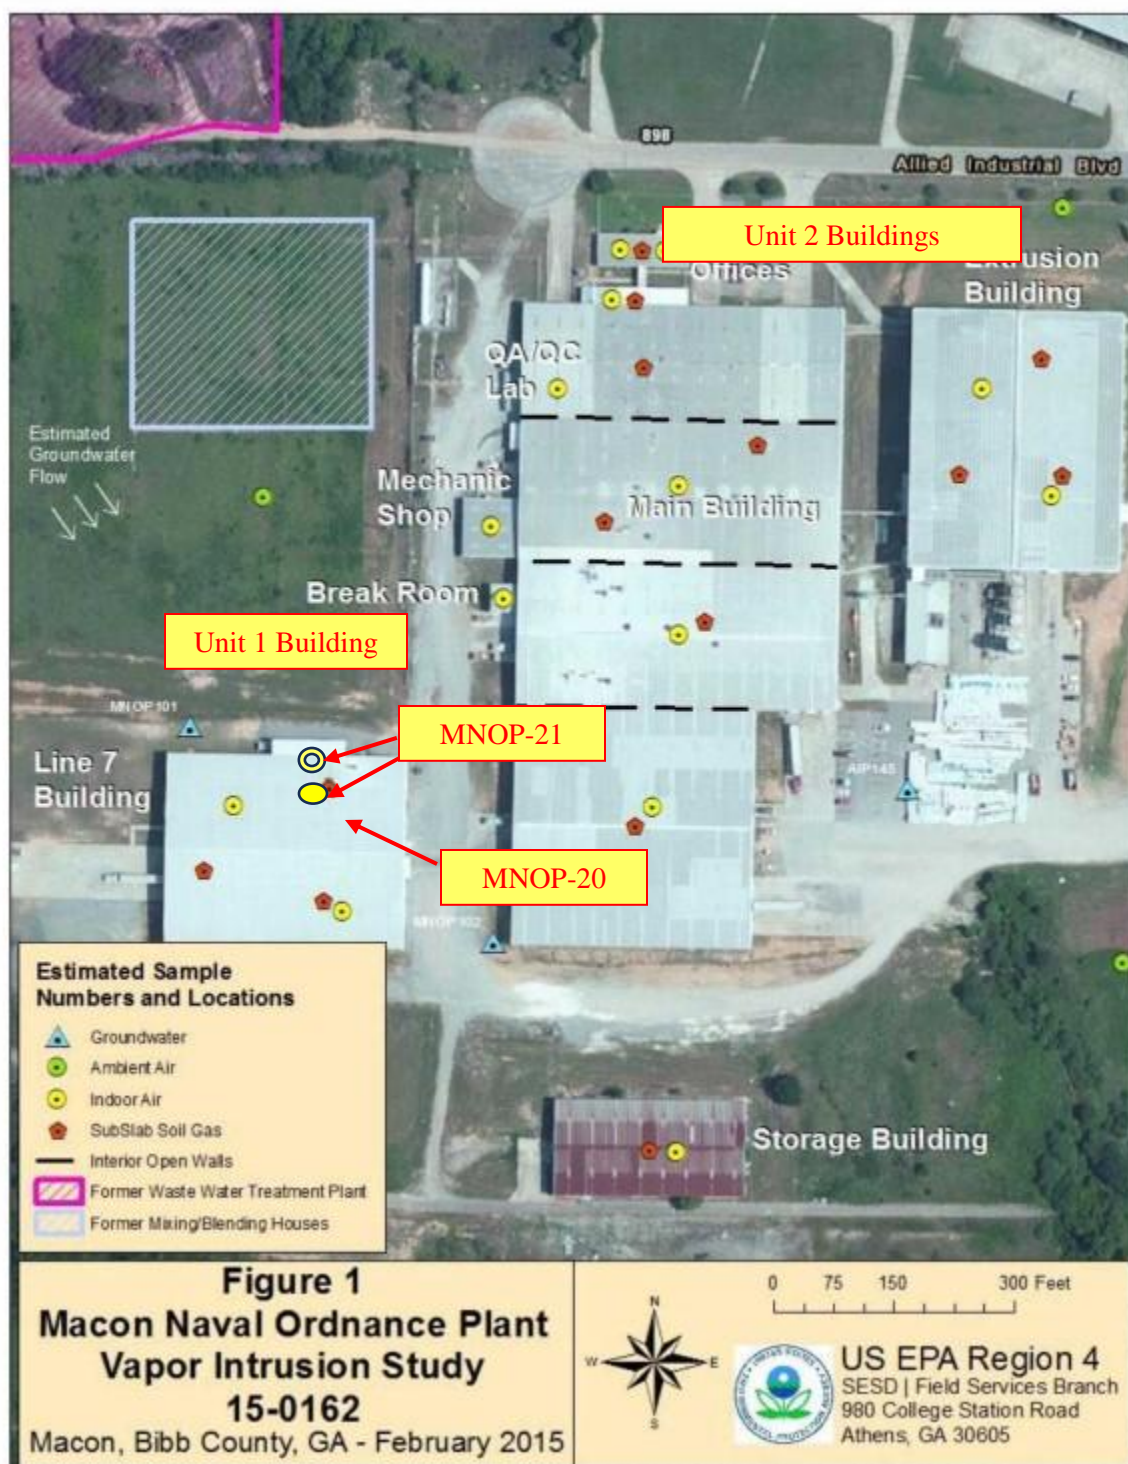 898
Allied Industrial Blvd
Unit 2 Buildings
Offices
Extrusion
Building
QA/QC
Lab
Estimated
Groundwater
Flow
Mechanic
Shop
Main Building
Break Room
Unit 1 Building
MNOP101
MNOP-21
Line 7
Building
AIP145
MNOP-20
MNOP102
Estimated Sample
Numbers and Locations
Groundwater
Ambient Air
Indoor Air
SubSlab Soil Gas
Interior Open Walls
Former Waste Water Treatment Plant
Former Mixing/Blending Houses
Storage Building
Figure 1
Macon Naval Ordnance Plant
Vapor Intrusion Study
15-0162
Macon, Bibb County, GA - February 2015
N
W E
S
0 75 150 300 Feet
US EPA Region 4
SESD | Field Services Branch
980 College Station Road
Athens, GA 30605